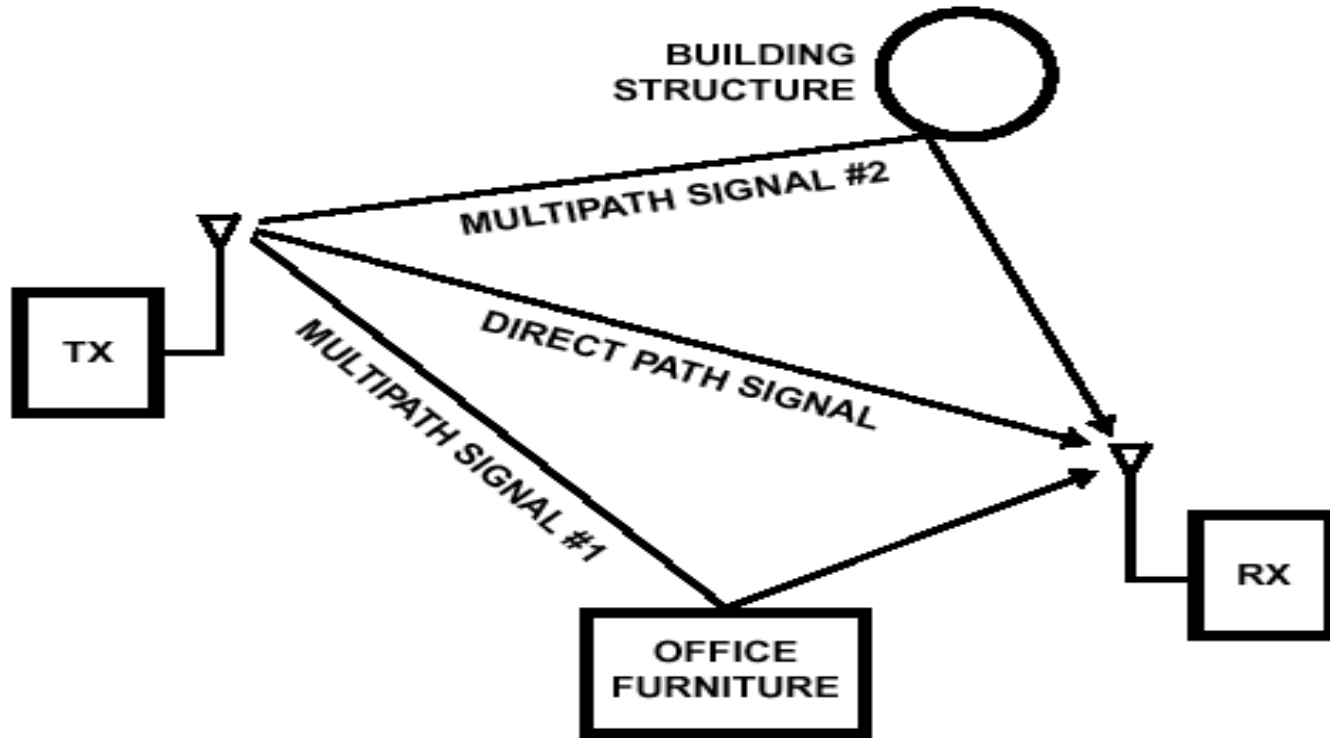 BUILDING
STRUCTURE
MULTIPATH SIGNAL #2
TX
DIRECT PATH SIGNAL
MULTIPATH SIGNAL #1
RX
OFFICE
FURNITURE